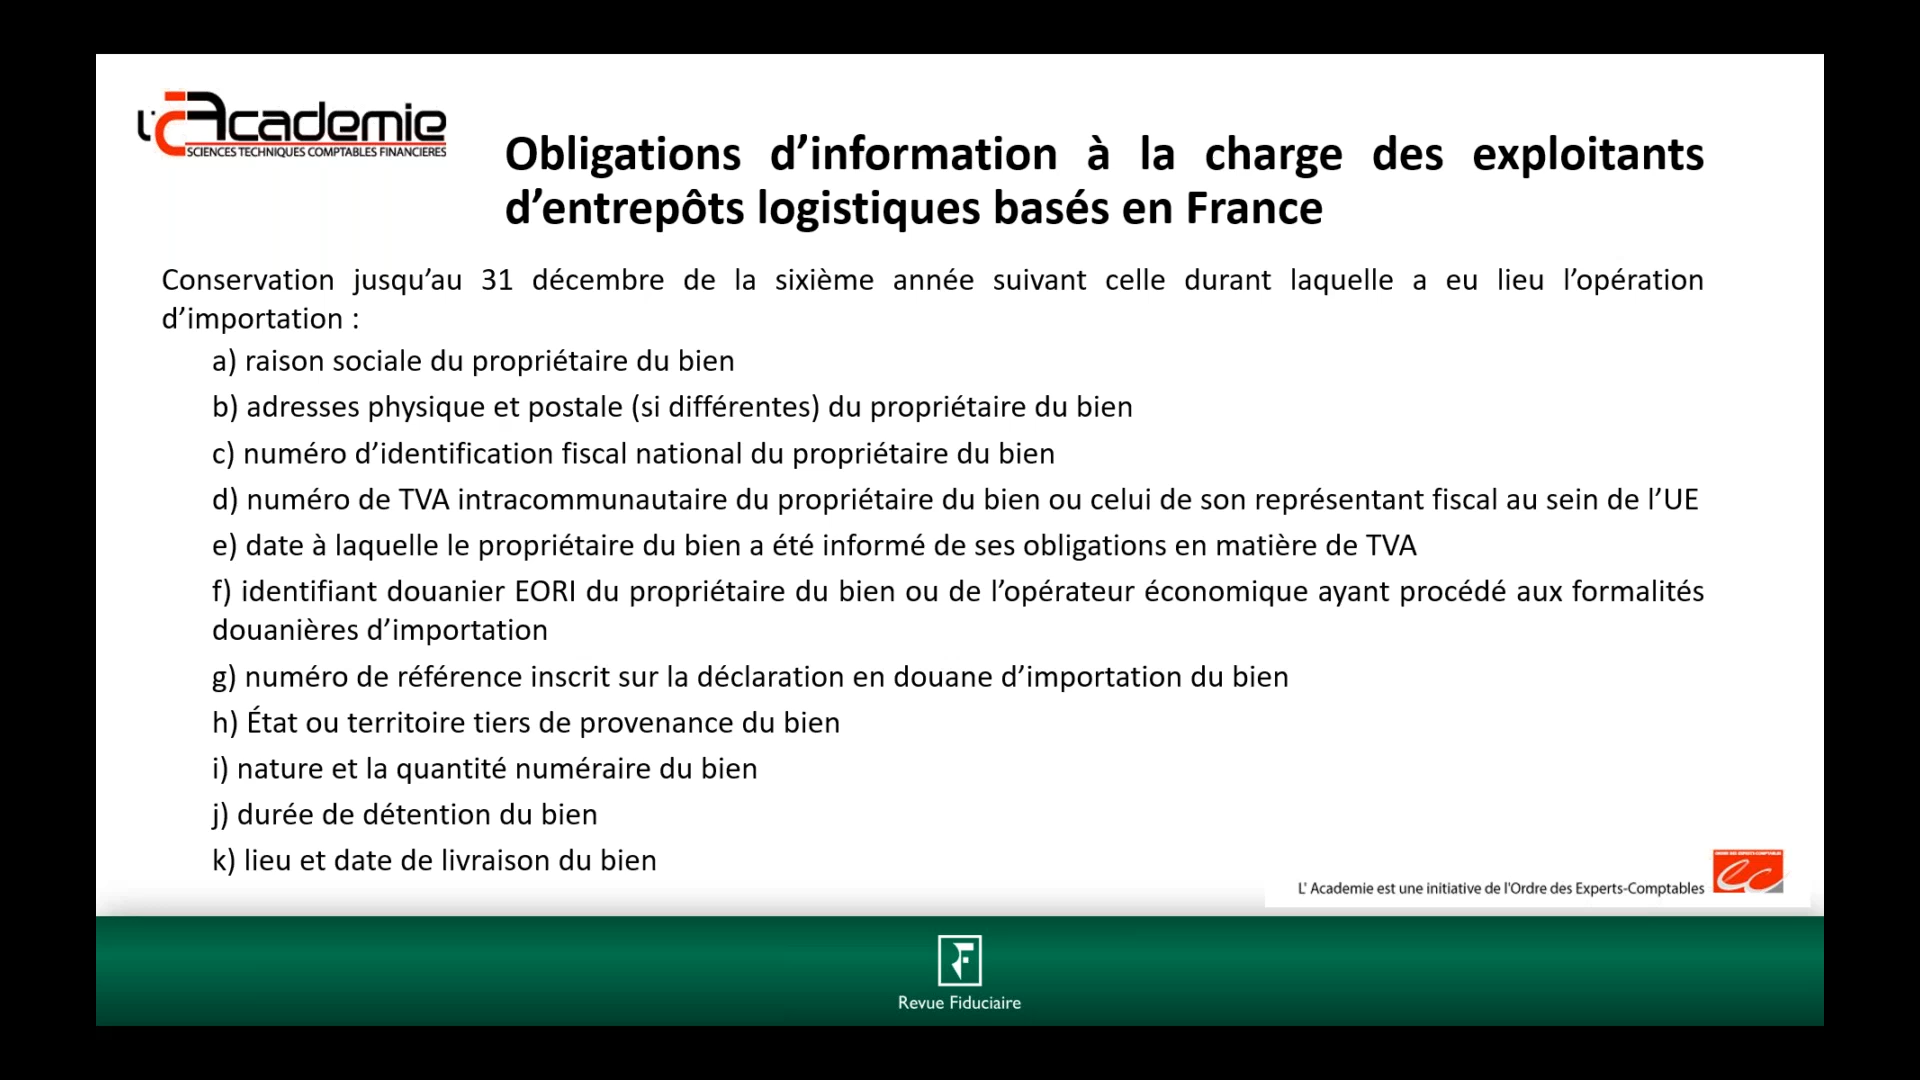 L'Academie
SCIENCES TECHNIQUES COMPTABLES FINANCIERES
Obligations d’information à la charge des exploitants
d’entrepôts logistiques basés en France
Conservation jusqu’au 31 décembre de la sixième année suivant celle durant laquelle a eu lieu l’opération
d’importation :
a) raison sociale du propriétaire du bien
b) adresses physique et postale (si différentes) du propriétaire du bien
c) numéro d’identification fiscal national du propriétaire du bien
d) numéro de TVA intracommunautaire du propriétaire du bien ou celui de son représentant fiscal au sein de l’UE
e) date à laquelle le propriétaire du bien a été informé de ses obligations en matière de TVA
f) identifiant douanier EORI du propriétaire du bien ou de l’opérateur économique ayant procédé aux formalités
douanières d’importation
g) numéro de référence inscrit sur la déclaration en douane d’importation du bien
h) État ou territoire tiers de provenance du bien
i) nature et la quantité numéraire du bien
j) durée de détention du bien
k) lieu et date de livraison du bien
ORDRE DES EXPERTS-COMPTABLES
ec
L' Academie est une initiative de l'Ordre des Experts-Comptables
RF
Revue Fiduciaire